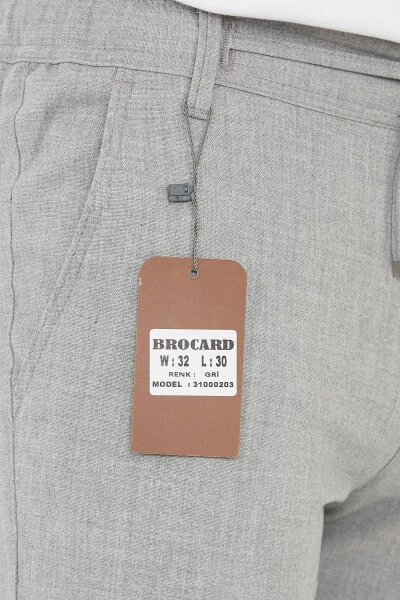 BROCARD
W : 32 L : 30
RENK : GRİ
MODEL : 31000203